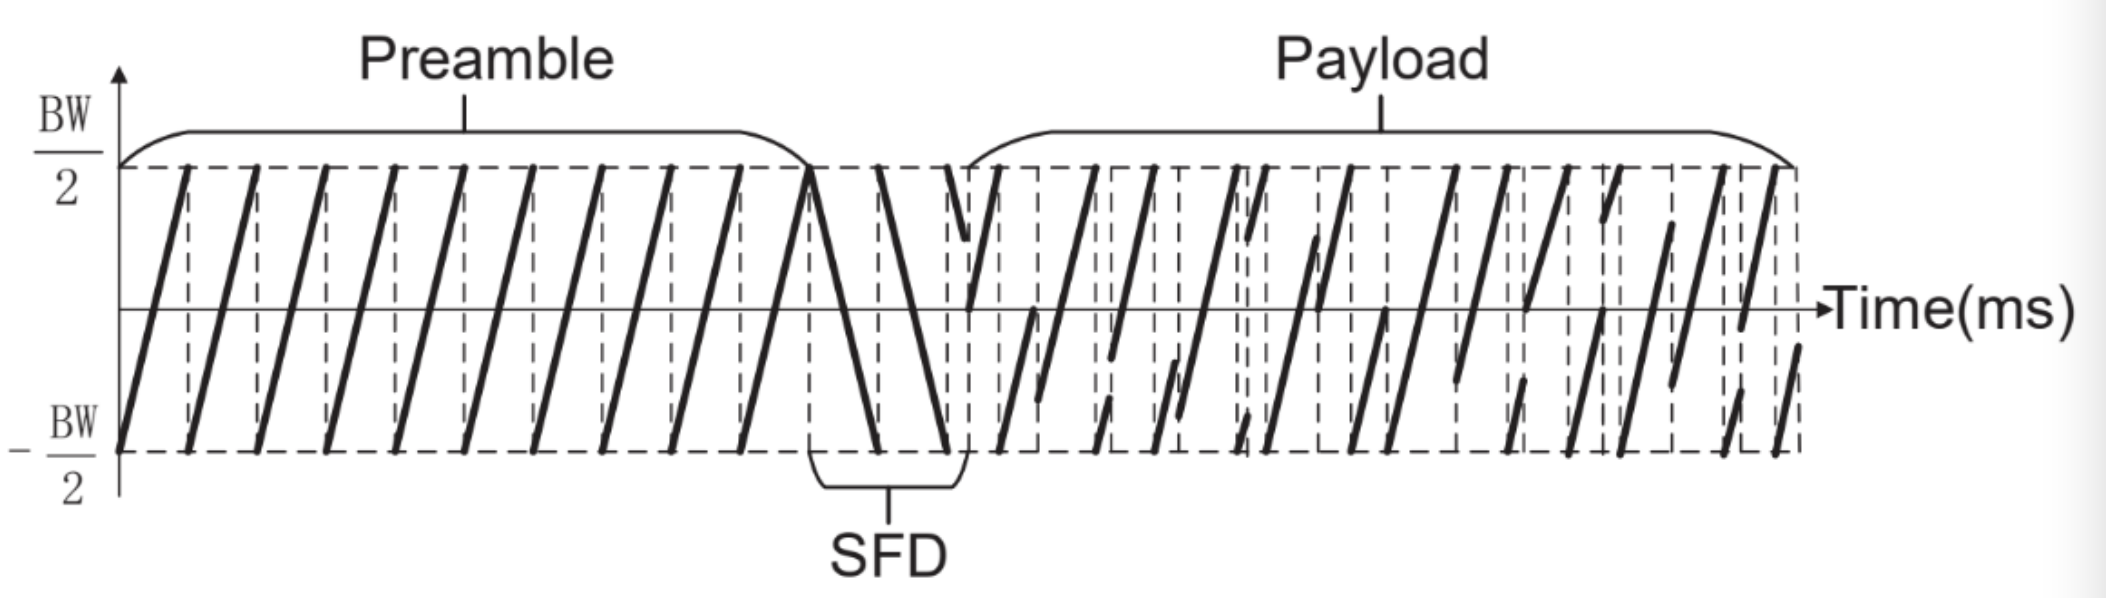 Preamble
Payload
BW
2
Time(ms)
- BW
2
SFD